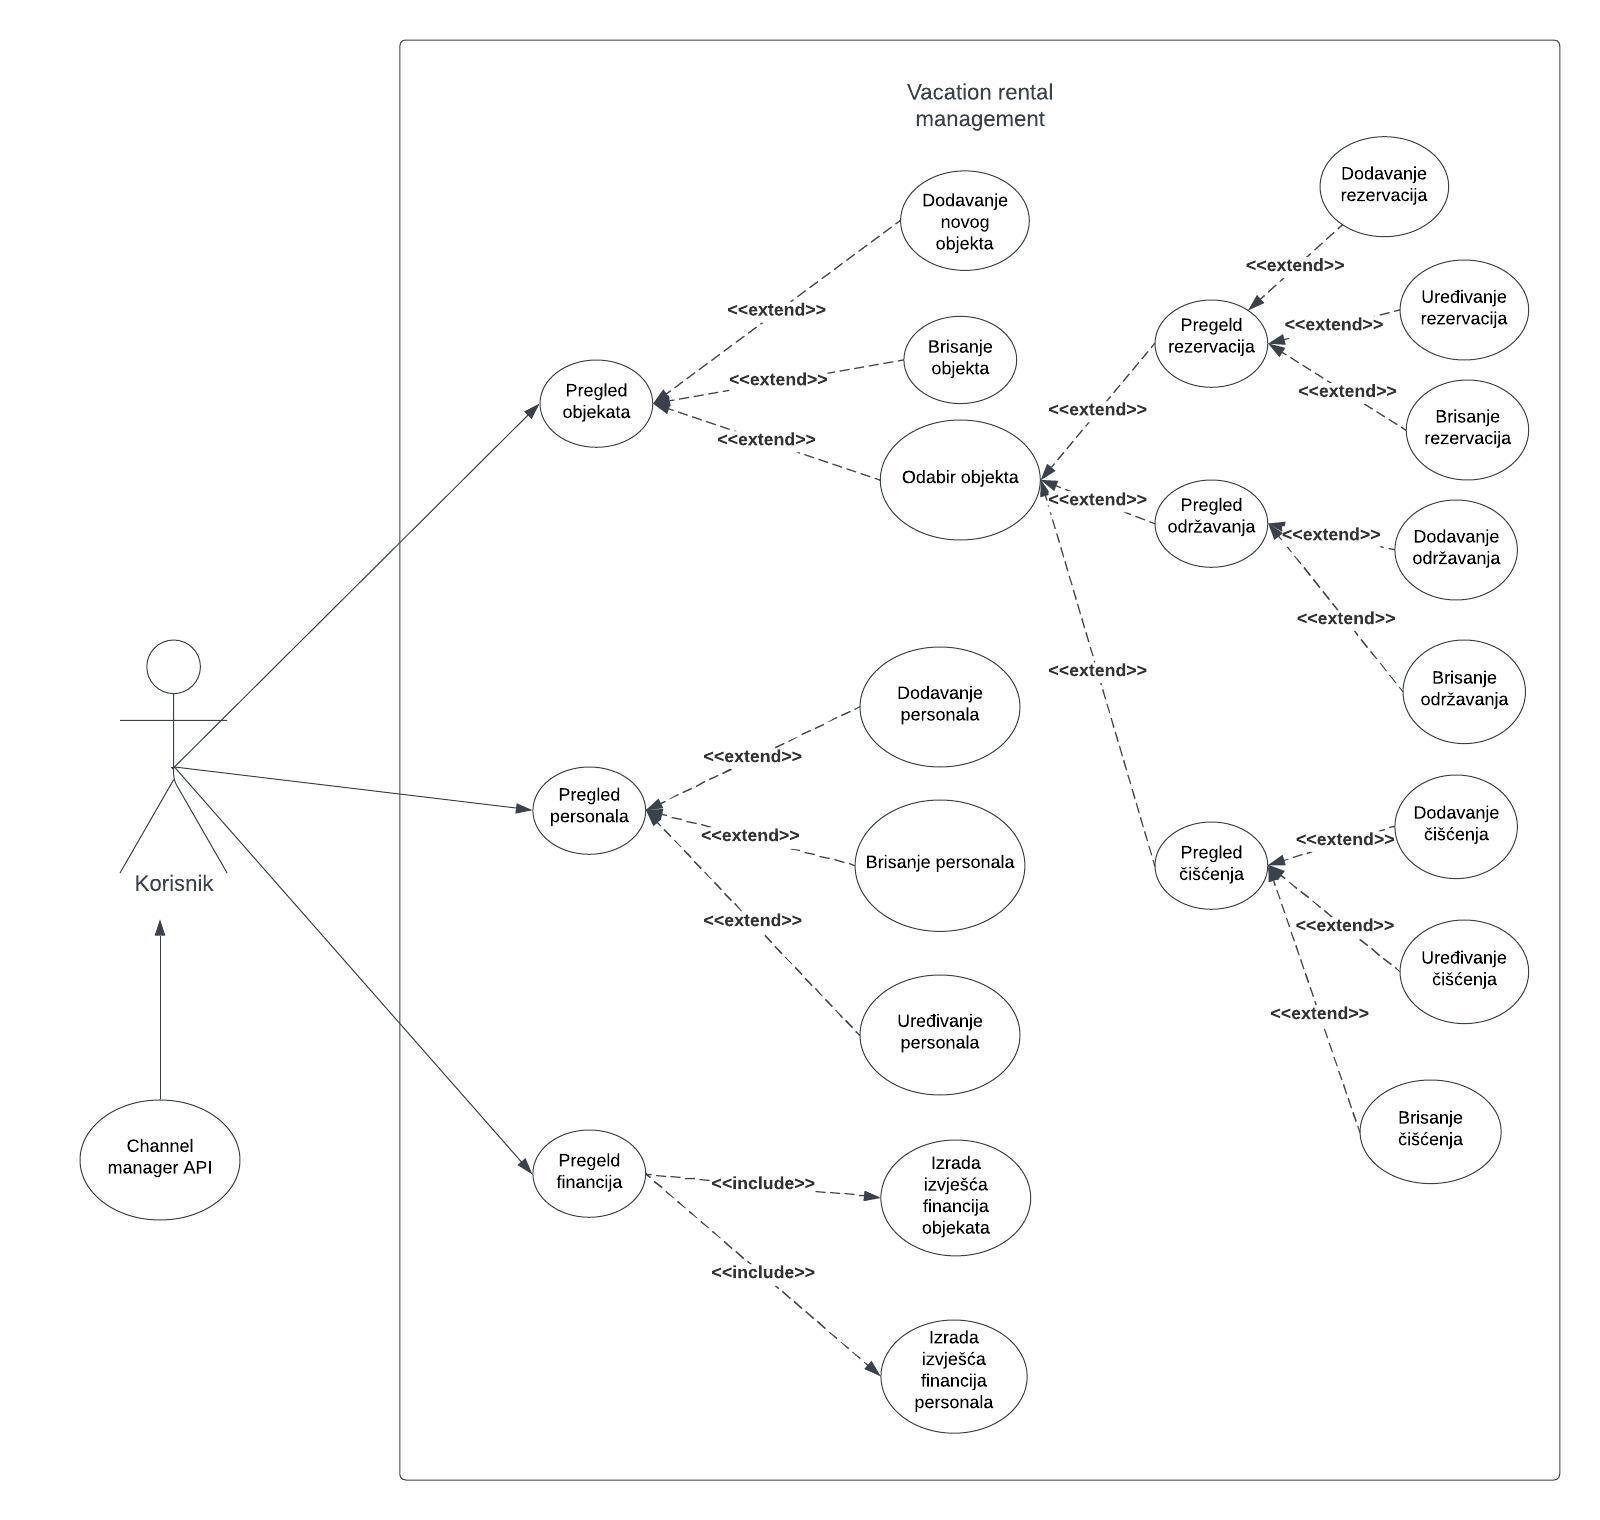 Vacation rental
management
Dodavanje
rezervacija
Dodavanje
novog
objekta
<<extend>>
Uređivanje
rezervacija
<<extend>>
Pregeld
rezervacija
<<extend>>
<<extend>>
Brisanje
objekta
<<extend>>
<<extend>>
Pregled
objekata
<<extend>>
Brisanje
rezervacija
<<extend>>
Odabir objekta
<<extend>>
Pregled
održavanja
<<extend>>
Dodavanje
održavanja
<<extend>>
<<extend>>
Brisanje
održavanja
Dodavanje
personala
<<extend>>
Pregled
personala
<<extend>>
Brisanje personala
<<extend>>
Dodavanje
čišćenja
<<extend>>
Pregled
čišćenja
<<extend>>
Uređivanje
čišćenja
<<extend>>
Korisnik
Uređivanje
personala
Brisanje
čišćenja
Channel
manager API
Pregeld
financija
<<include>>
Izrada
izvješća
financija
objekata
<<include>>
Izrada
izvješća
financija
personala